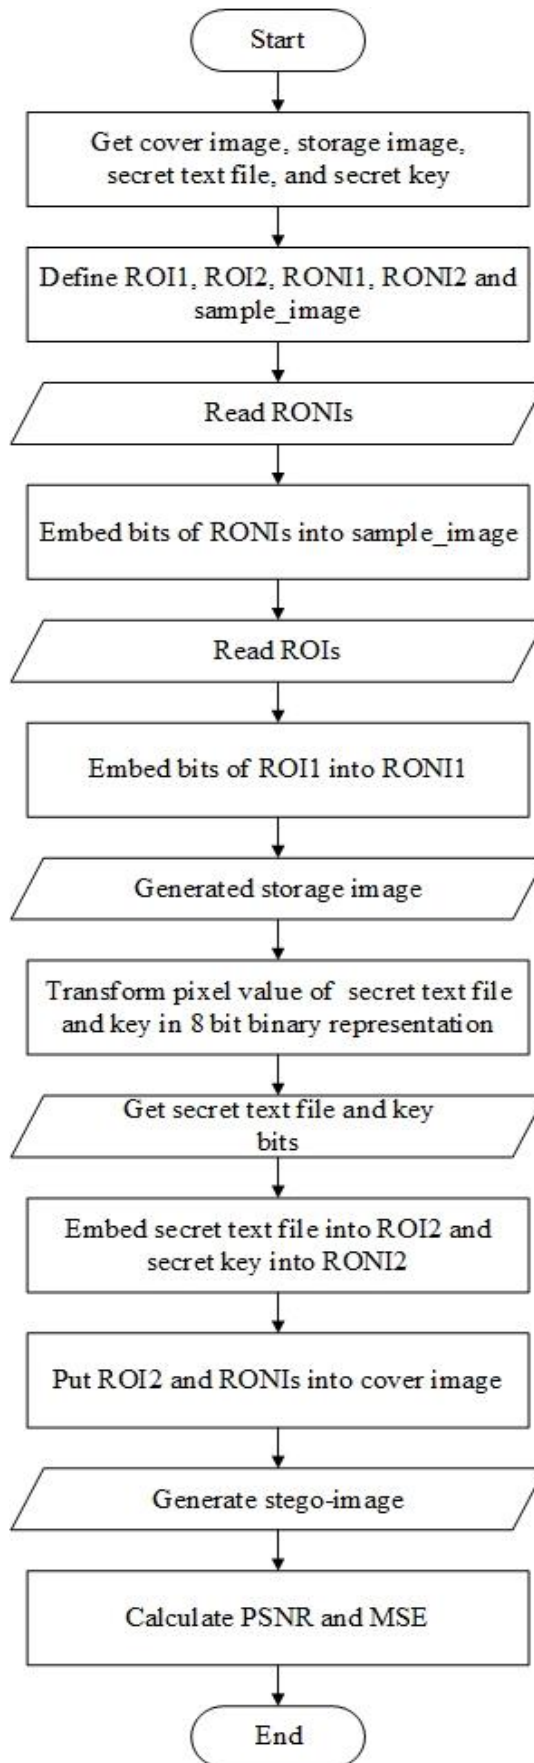 Start
Get cover image, storage image,
secret text file, and secret key
Define ROI1, ROI2, RONI1, RONI2 and
sample_image
Read RONIs
Embed bits of RONIs into sample_image
Read ROIs
Embed bits of ROI1 into RONI1
Generated storage image
Transform pixel value of secret text file
and key in 8 bit binary representation
Get secret text file and key
bits
Embed secret text file into ROI2 and
secret key into RONI2
Put ROI2 and RONIs into cover image
Generate stego-image
Calculate PSNR and MSE
End